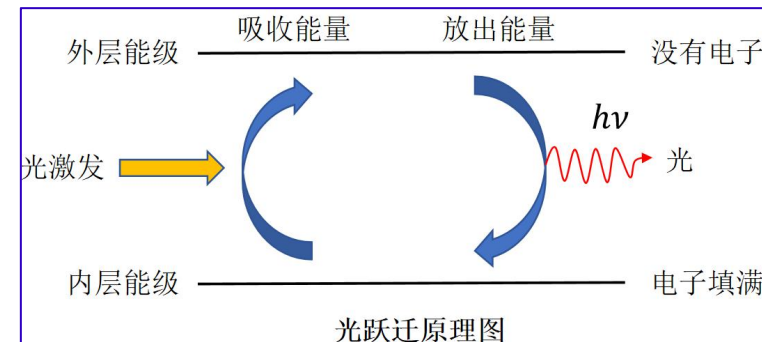 吸收能量 放出能量
外层能级 没有电子
hν
光激发 光
内层能级 电子填满
光跃迁原理图